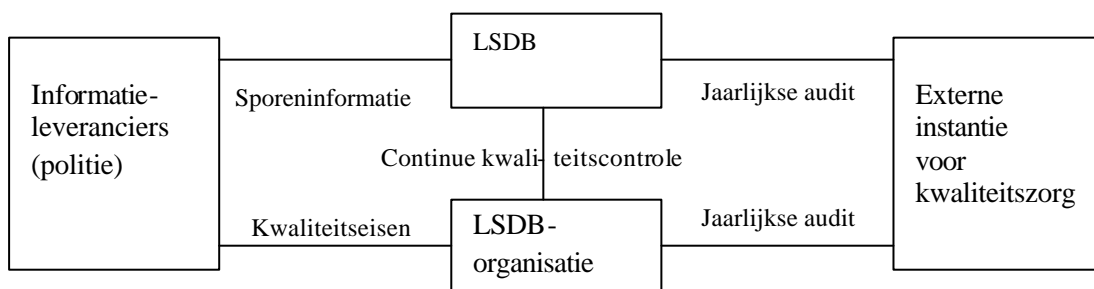 LSDB
Informatie-
leveranciers
(politie)
Sporeninformatie
Jaarlijkse audit
Externe
instantie
voor
kwaliteitszorg
Continue kwali- teitscontrole
Kwaliteitseisen
LSDB-
organisatie
Jaarlijkse audit